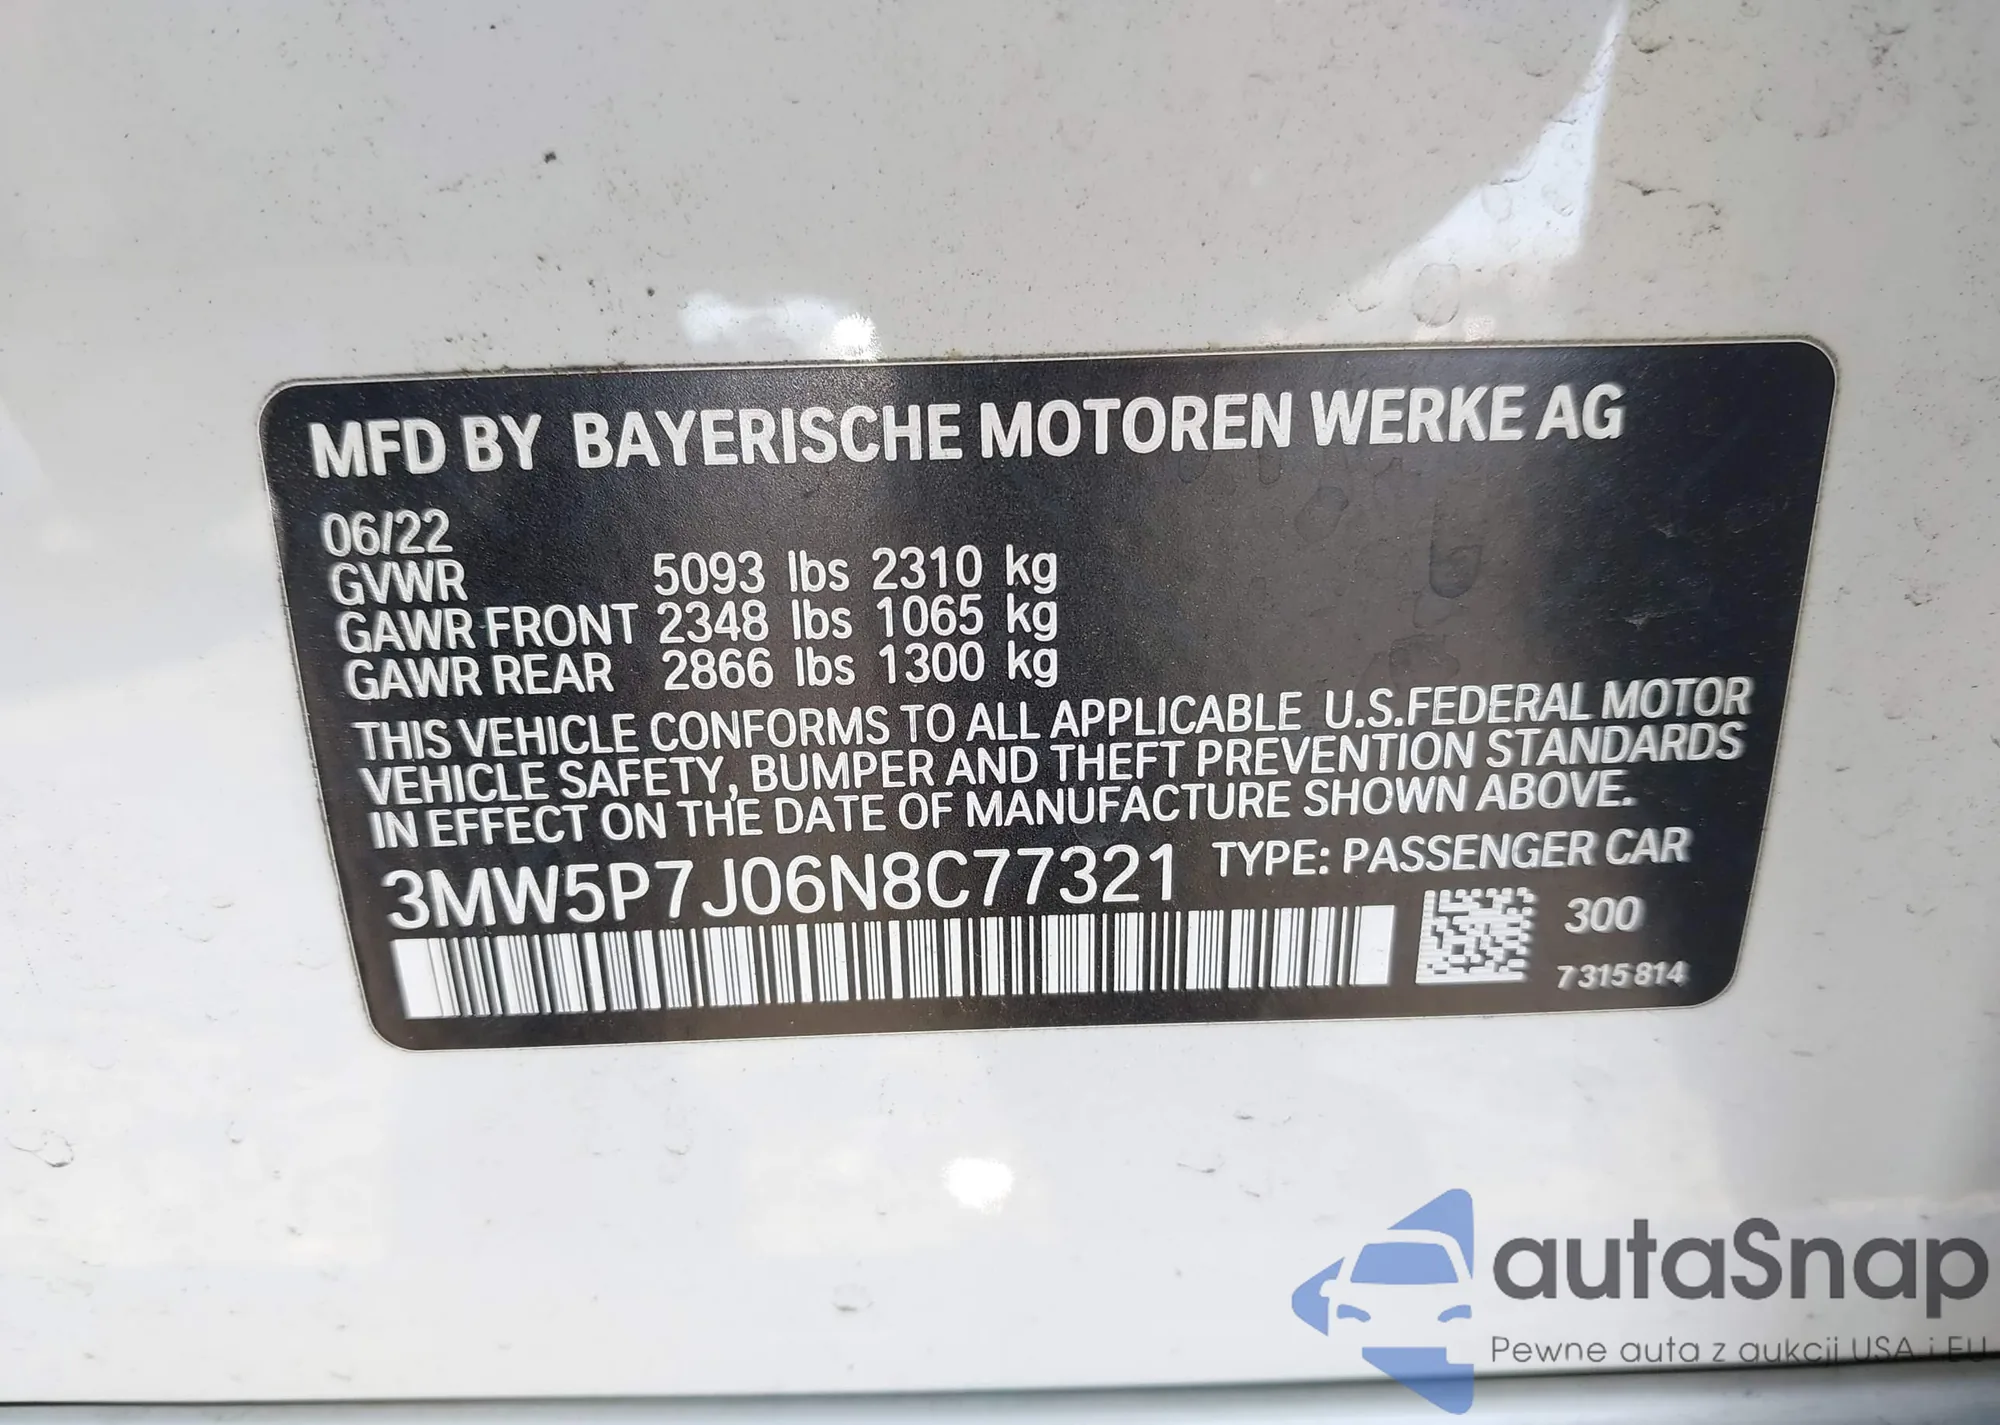 MFD BY BAYERISCHE MOTOREN WERKE AG
06/22
GVWR 5093 lbs 2310 kg
GAWR FRONT 2348 lbs 1065 kg
GAWR REAR 2866 lbs 1300 kg
THIS VEHICLE CONFORMS TO ALL APPLICABLE U.S.FEDERAL MOTOR
VEHICLE SAFETY, BUMPER AND THEFT PREVENTION STANDARDS
IN EFFECT ON THE DATE OF MANUFACTURE SHOWN ABOVE.
3MW5P7J06N8C77321 TYPE: PASSENGER CAR
300
7 315 814
autaSnap
Pewne auta z aukcji USA i EU